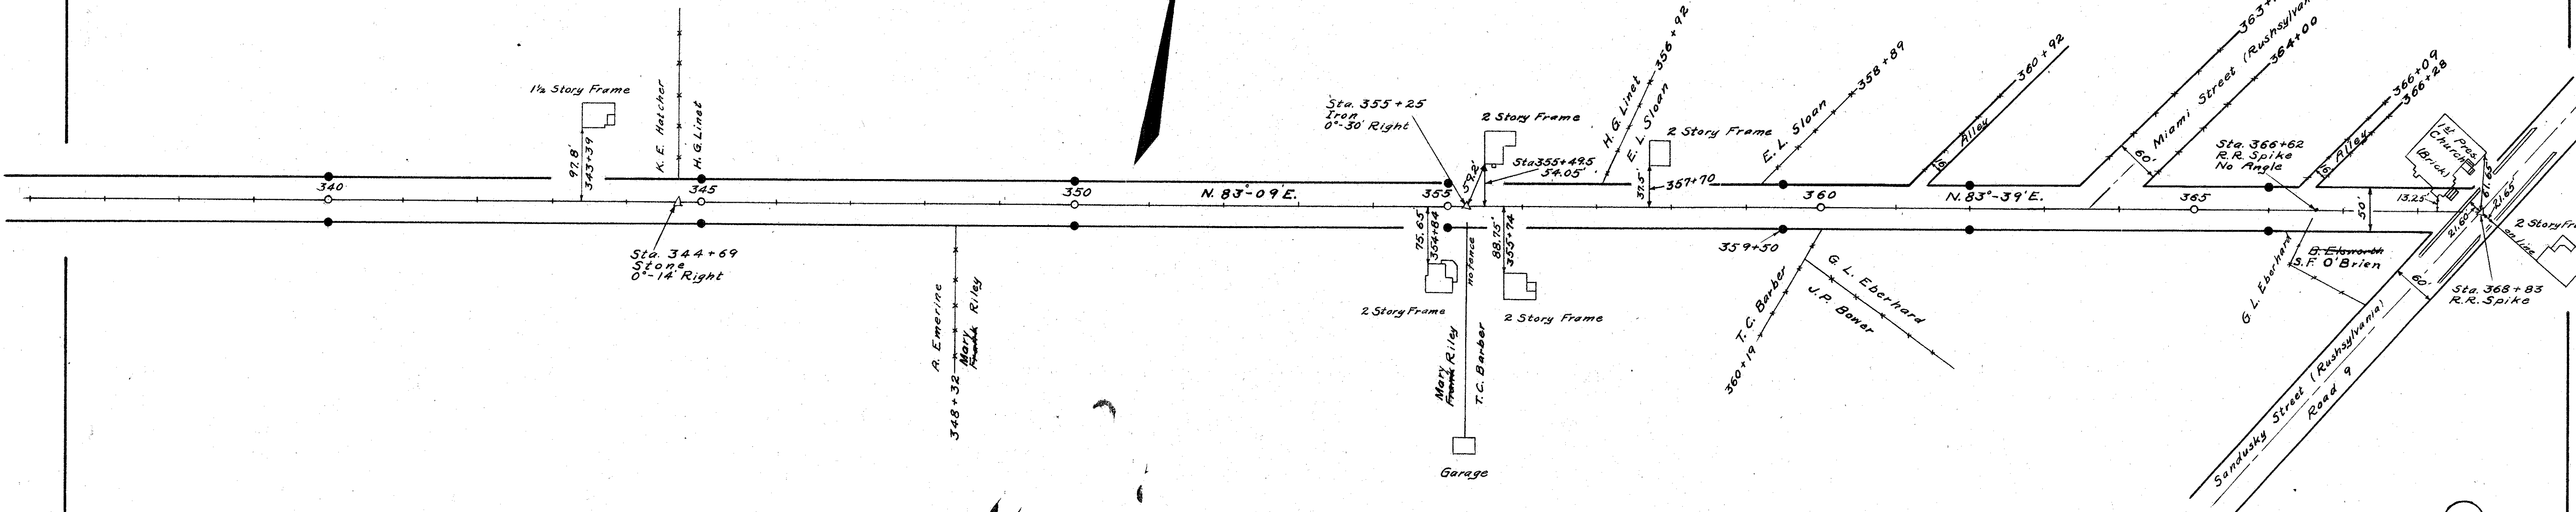 1½ Story Frame
97.8'
343+39
K. E. Hatcher
H.G. Linet
340
345
350
355
360
365
N. 83°-09' E.
N. 83°-39' E.
Sta. 344+69
Stone
0°-14' Right
A. Emerine
Mary
Frank Riley
348+32
Sta. 355+25
Iron
0°-30' Right
2 Story Frame
59.2'
Sta 355+49.5
54.05'
75.65'
354+84
88.75'
355+74
no fence
2 Story Frame
2 Story Frame
Mary
Frank Riley
T.C. Barber
Garage
H.G. Linet
E. L. Sloan
356+92
2 Story Frame
37.5'
357+70
E. L. Sloan
358+89
359+50
T. C. Barber
360+19
G. L. Eberhard
J. P. Bower
16' Alley
360+92
60'
Miami Street (Rushsylvan
363+
364+00
Sta. 366+62
R.R. Spike
No Angle
16' Alley
366+09
366+28
1st Pres.
Church
(Brick)
13.25'
61.65'
50'
21.60'
21.65'
on line
2 Story Fra
G. L. Eberhard
B. Elsworth
S.F. O'Brien
60'
Sta. 368+83
R.R. Spike
Sandusky Street (Rushsylvania)
Road 9